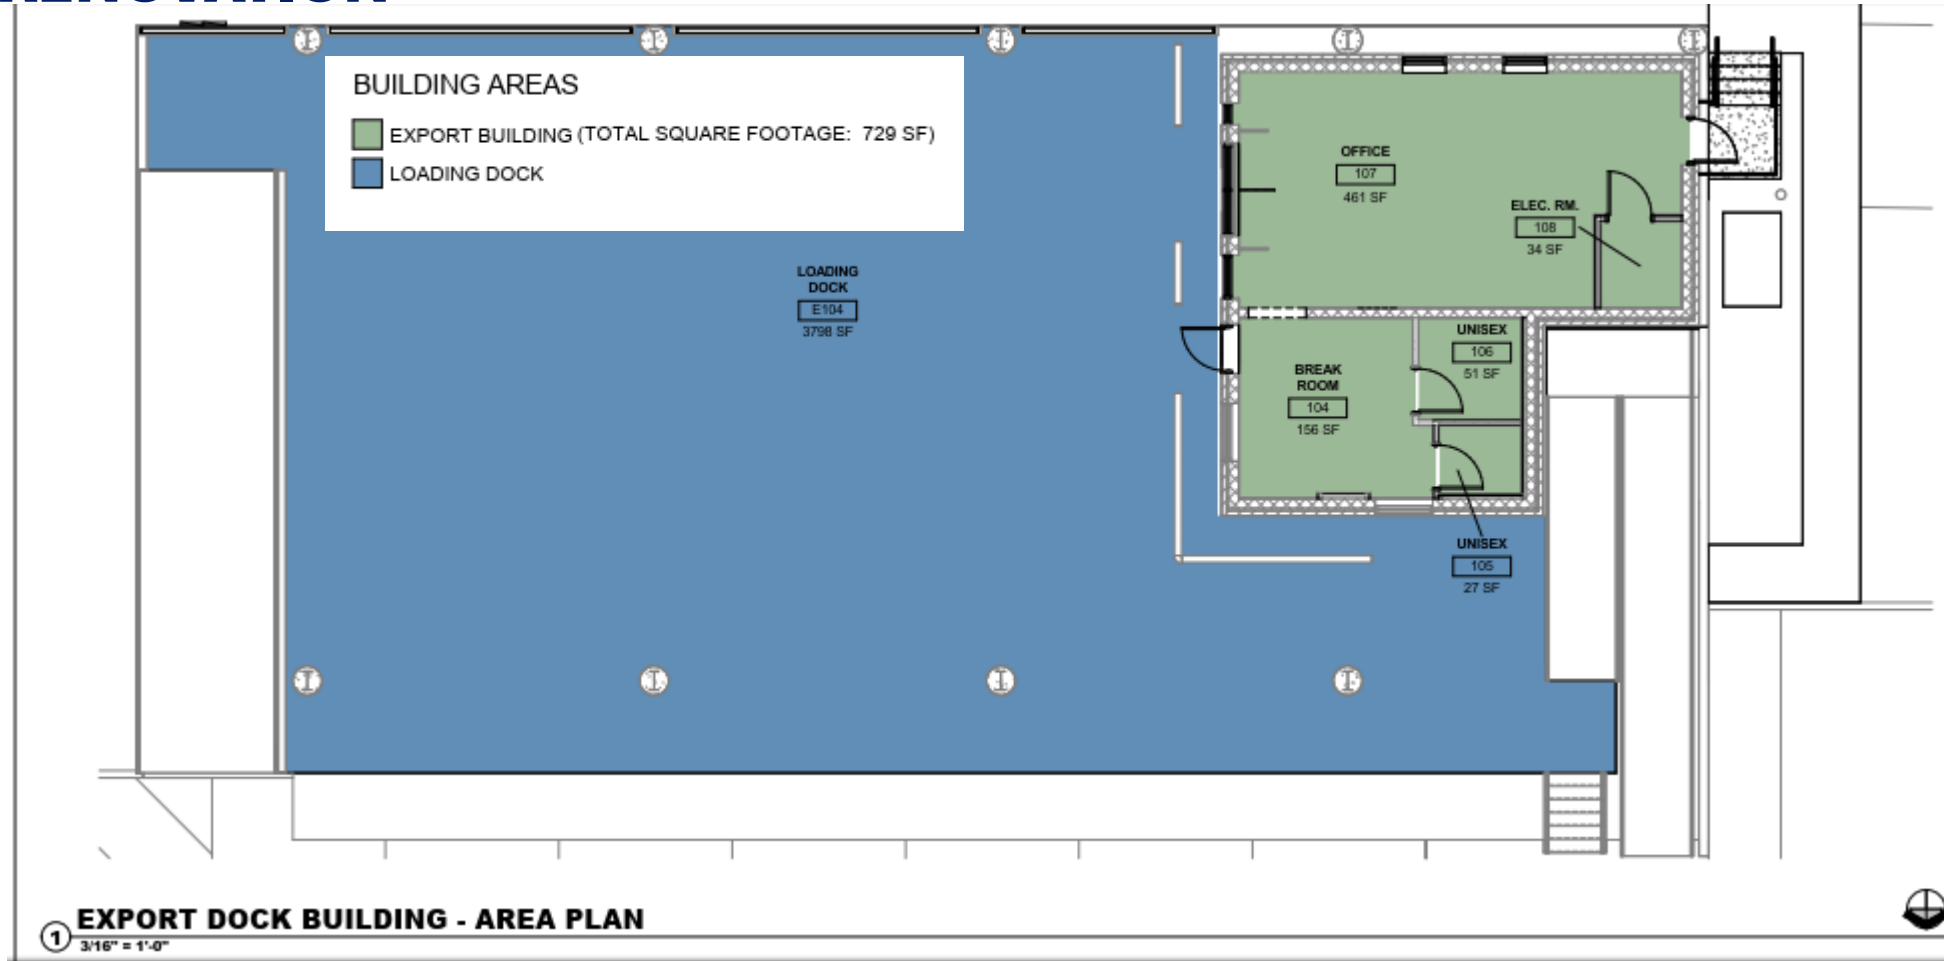 RENOVATION
BUILDING AREAS
EXPORT BUILDING (TOTAL SQUARE FOOTAGE: 729 SF)
LOADING DOCK
OFFICE
107
461 SF
ELEC. RM.
108
34 SF
LOADING
DOCK
E104
3798 SF
UNISEX
106
51 SF
BREAK
ROOM
104
156 SF
UNISEX
105
27 SF
1
EXPORT DOCK BUILDING - AREA PLAN
3/16" = 1'-0"